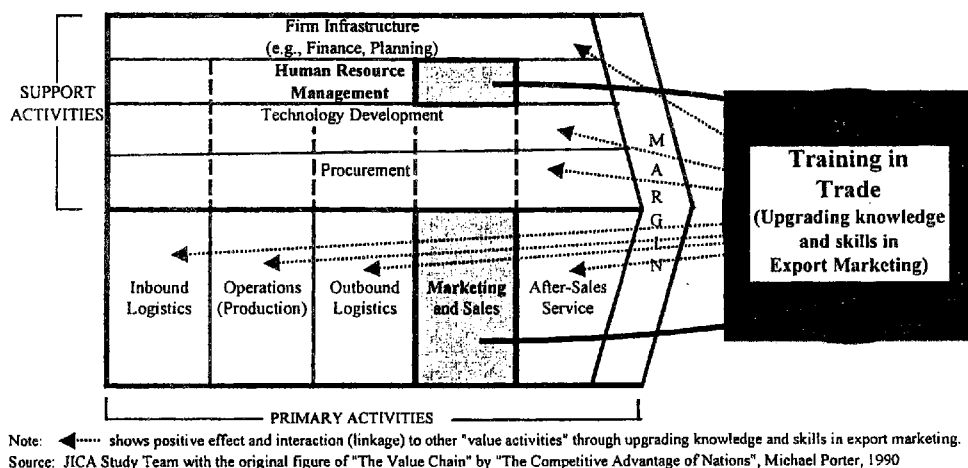 Firm Infrastructure
(e.g., Finance, Planning)
Human Resource
Management
Technology Development
Procurement
SUPPORT
ACTIVITIES
MARGIN
Training in
Trade
(Upgrading knowledge
and skills in
Export Marketing)
Inbound
Logistics
Operations
(Production)
Outbound
Logistics
Marketing
and Sales
After-Sales
Service
PRIMARY ACTIVITIES
Note: shows positive effect and interaction (linkage) to other "value activities" through upgrading knowledge and skills in export marketing.
Source: JICA Study Team with the original figure of "The Value Chain" by "The Competitive Advantage of Nations", Michael Porter, 1990